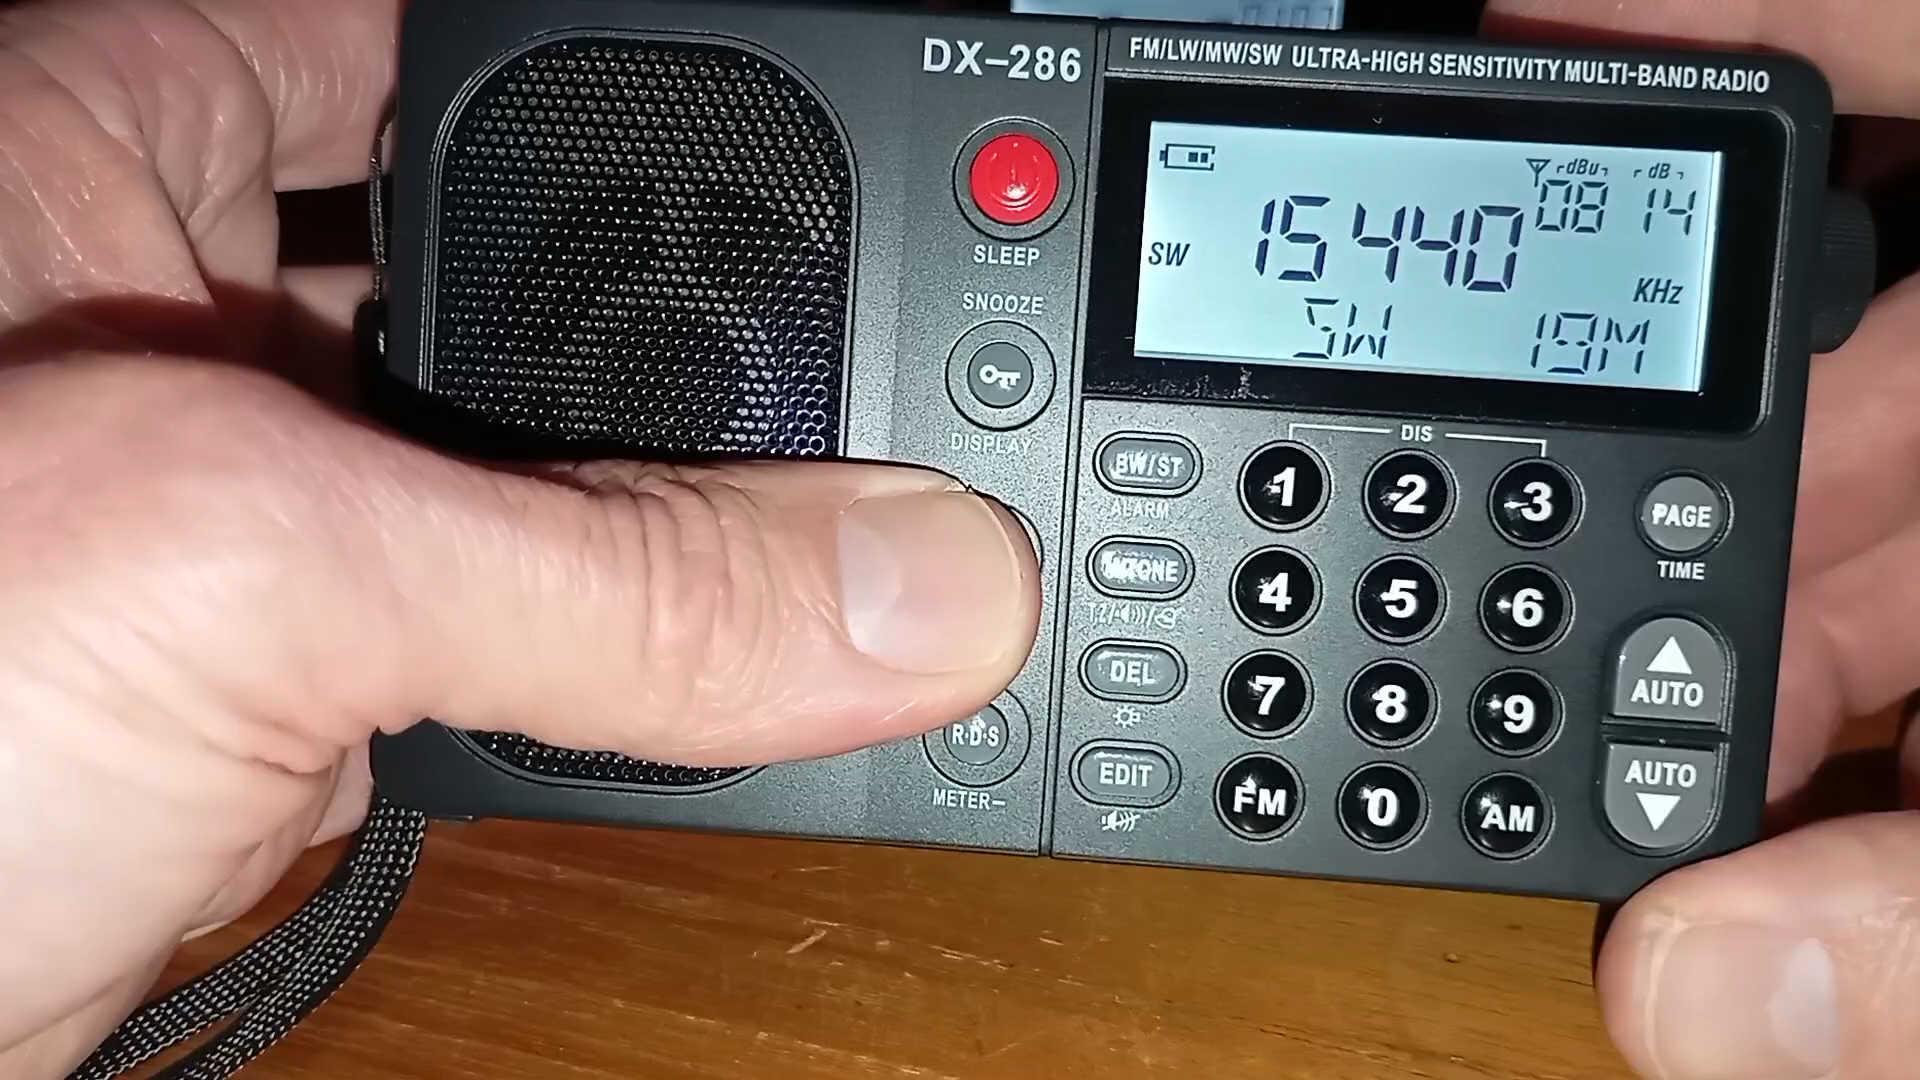 DX–286
FM/LW/MW/SW ULTRA-HIGH SENSITIVITY MULTI-BAND RADIO
dBu dB
08 14
SW 15440 KHz
SW 19M
SLEEP
SNOOZE
DISPLAY
DIS
BW/ST
1 2 3
PAGE
ALARM
TIME
4 5 6
DEL
7 8 9
AUTO
R·D·S
METER–
EDIT
FM 0 AM
AUTO